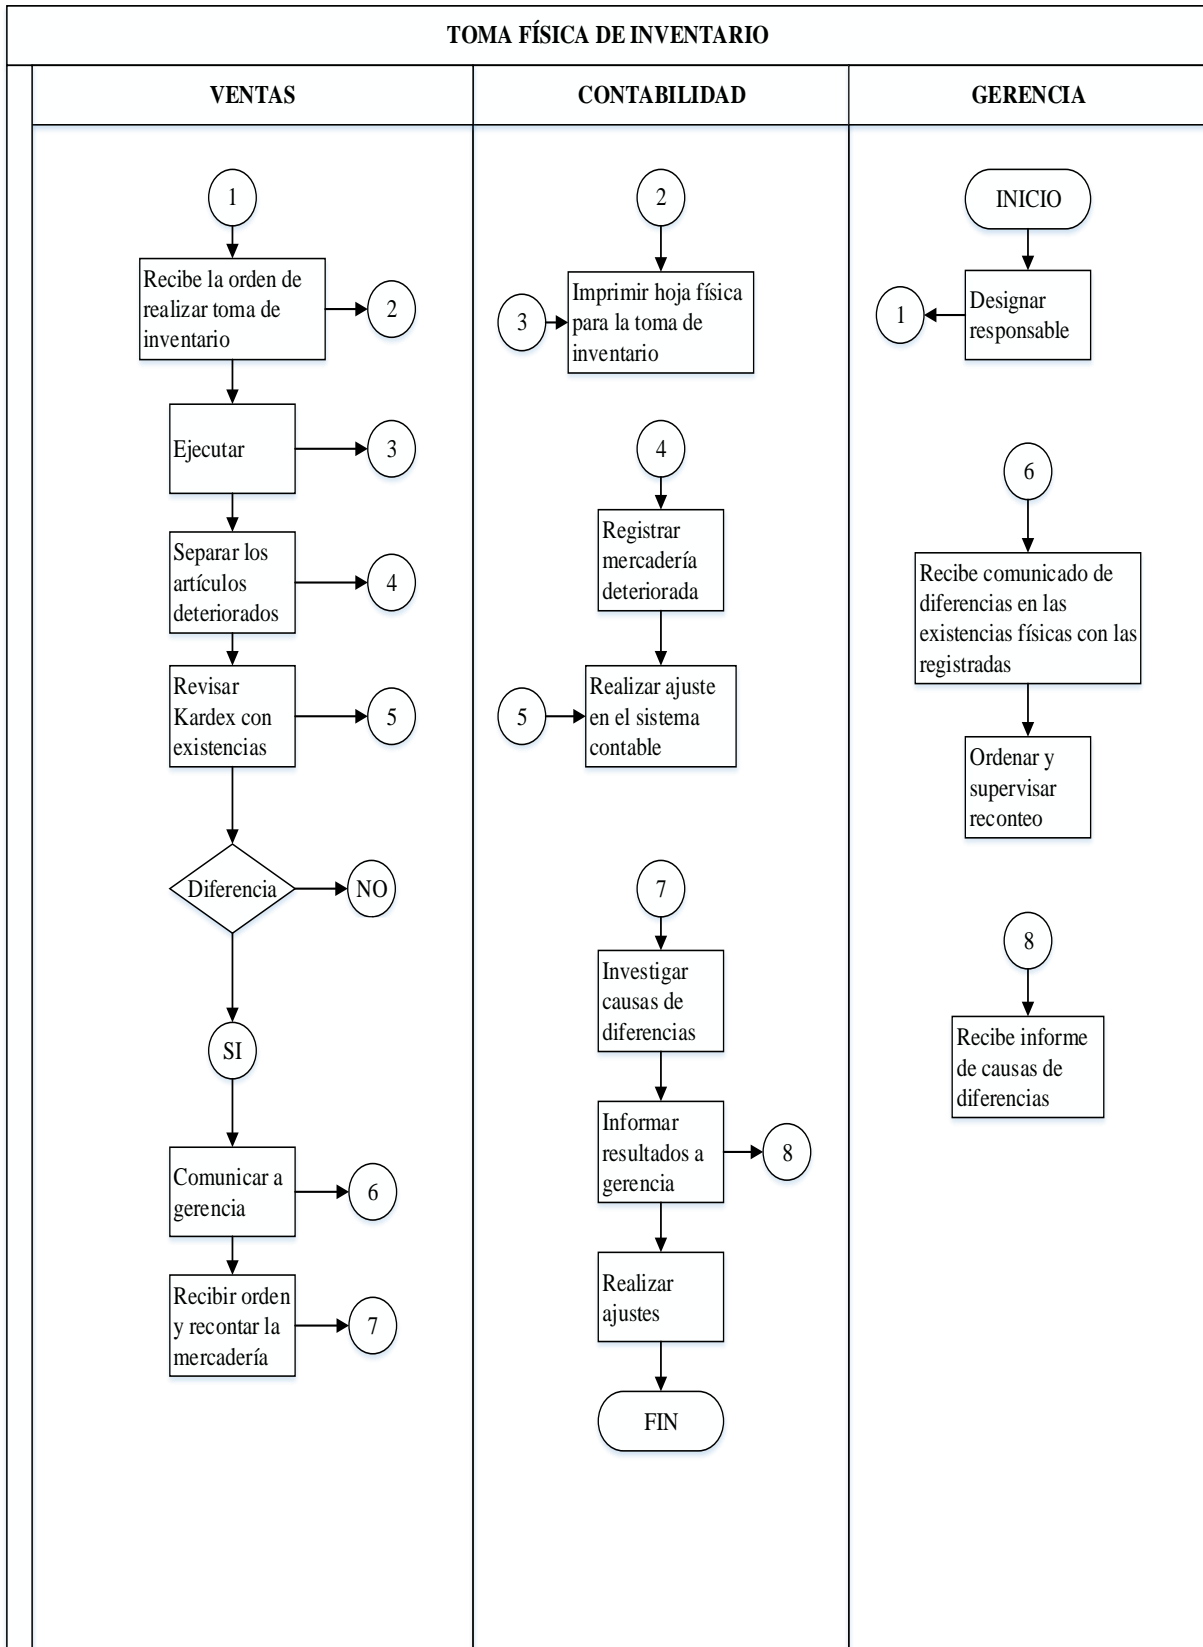 TOMA FÍSICA DE INVENTARIO
VENTAS
CONTABILIDAD
GERENCIA
1
Recibe la orden de
realizar toma de
inventario
2
Ejecutar
3
Separar los
artículos
deteriorados
4
Revisar
Kardex con
existencias
5
Diferencia
NO
SI
Comunicar a
gerencia
6
Recibir orden
y recontar la
mercadería
7
2
3
Imprimir hoja física
para la toma de
inventario
4
Registrar
mercadería
deteriorada
5
Realizar ajuste
en el sistema
contable
7
Investigar
causas de
diferencias
Informar
resultados a
gerencia
8
Realizar
ajustes
FIN
INICIO
Designar
responsable
1
6
Recibe comunicado de
diferencias en las
existencias físicas con las
registradas
Ordenar y
supervisar
reconteo
8
Recibe informe
de causas de
diferencias